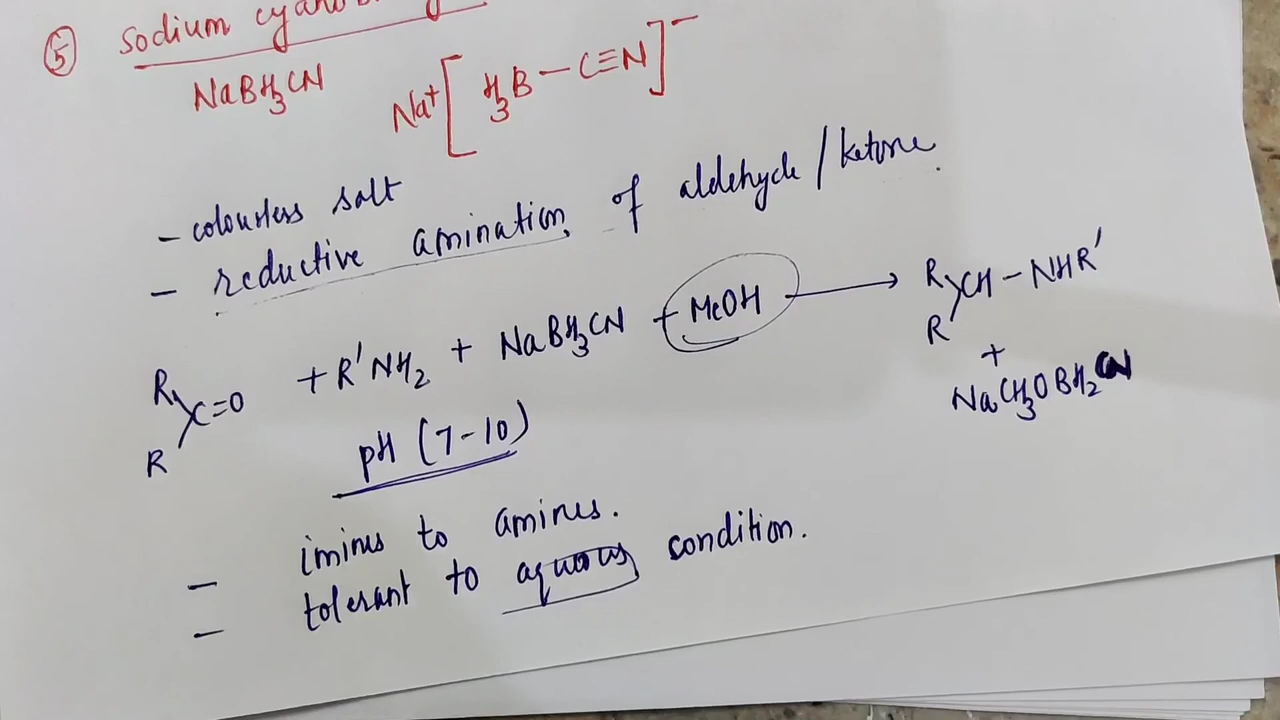 ⑤ sodium
NaBH₃CN Na⁺[H₃B—C≡N]⁻
– colourless salt
– reductive amination of aldehyde/ketone.
R R C=O + R'NH₂ + NaBH₃CN + MeOH ⟶ R R CH – NHR'
+
NaCH₃OBH₂CN
pH (7-10)
– imines to amines.
– tolerant to aqueous condition.